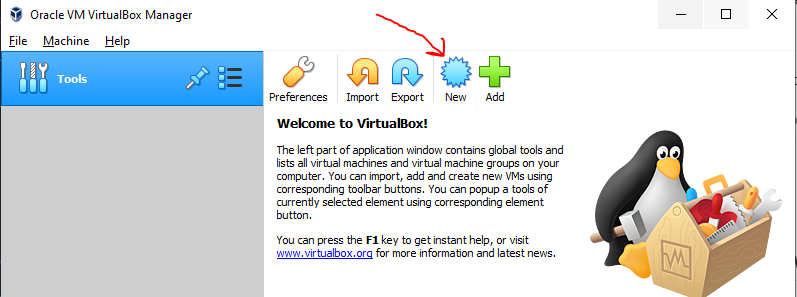 Oracle VM VirtualBox Manager
File Machine Help
Tools
Preferences Import Export New Add
Welcome to VirtualBox!
The left part of application window contains global tools and
lists all virtual machines and virtual machine groups on your
computer. You can import, add and create new VMs using
corresponding toolbar buttons. You can popup a tools of
currently selected element using corresponding element
button.
You can press the F1 key to get instant help, or visit
www.virtualbox.org for more information and latest news.